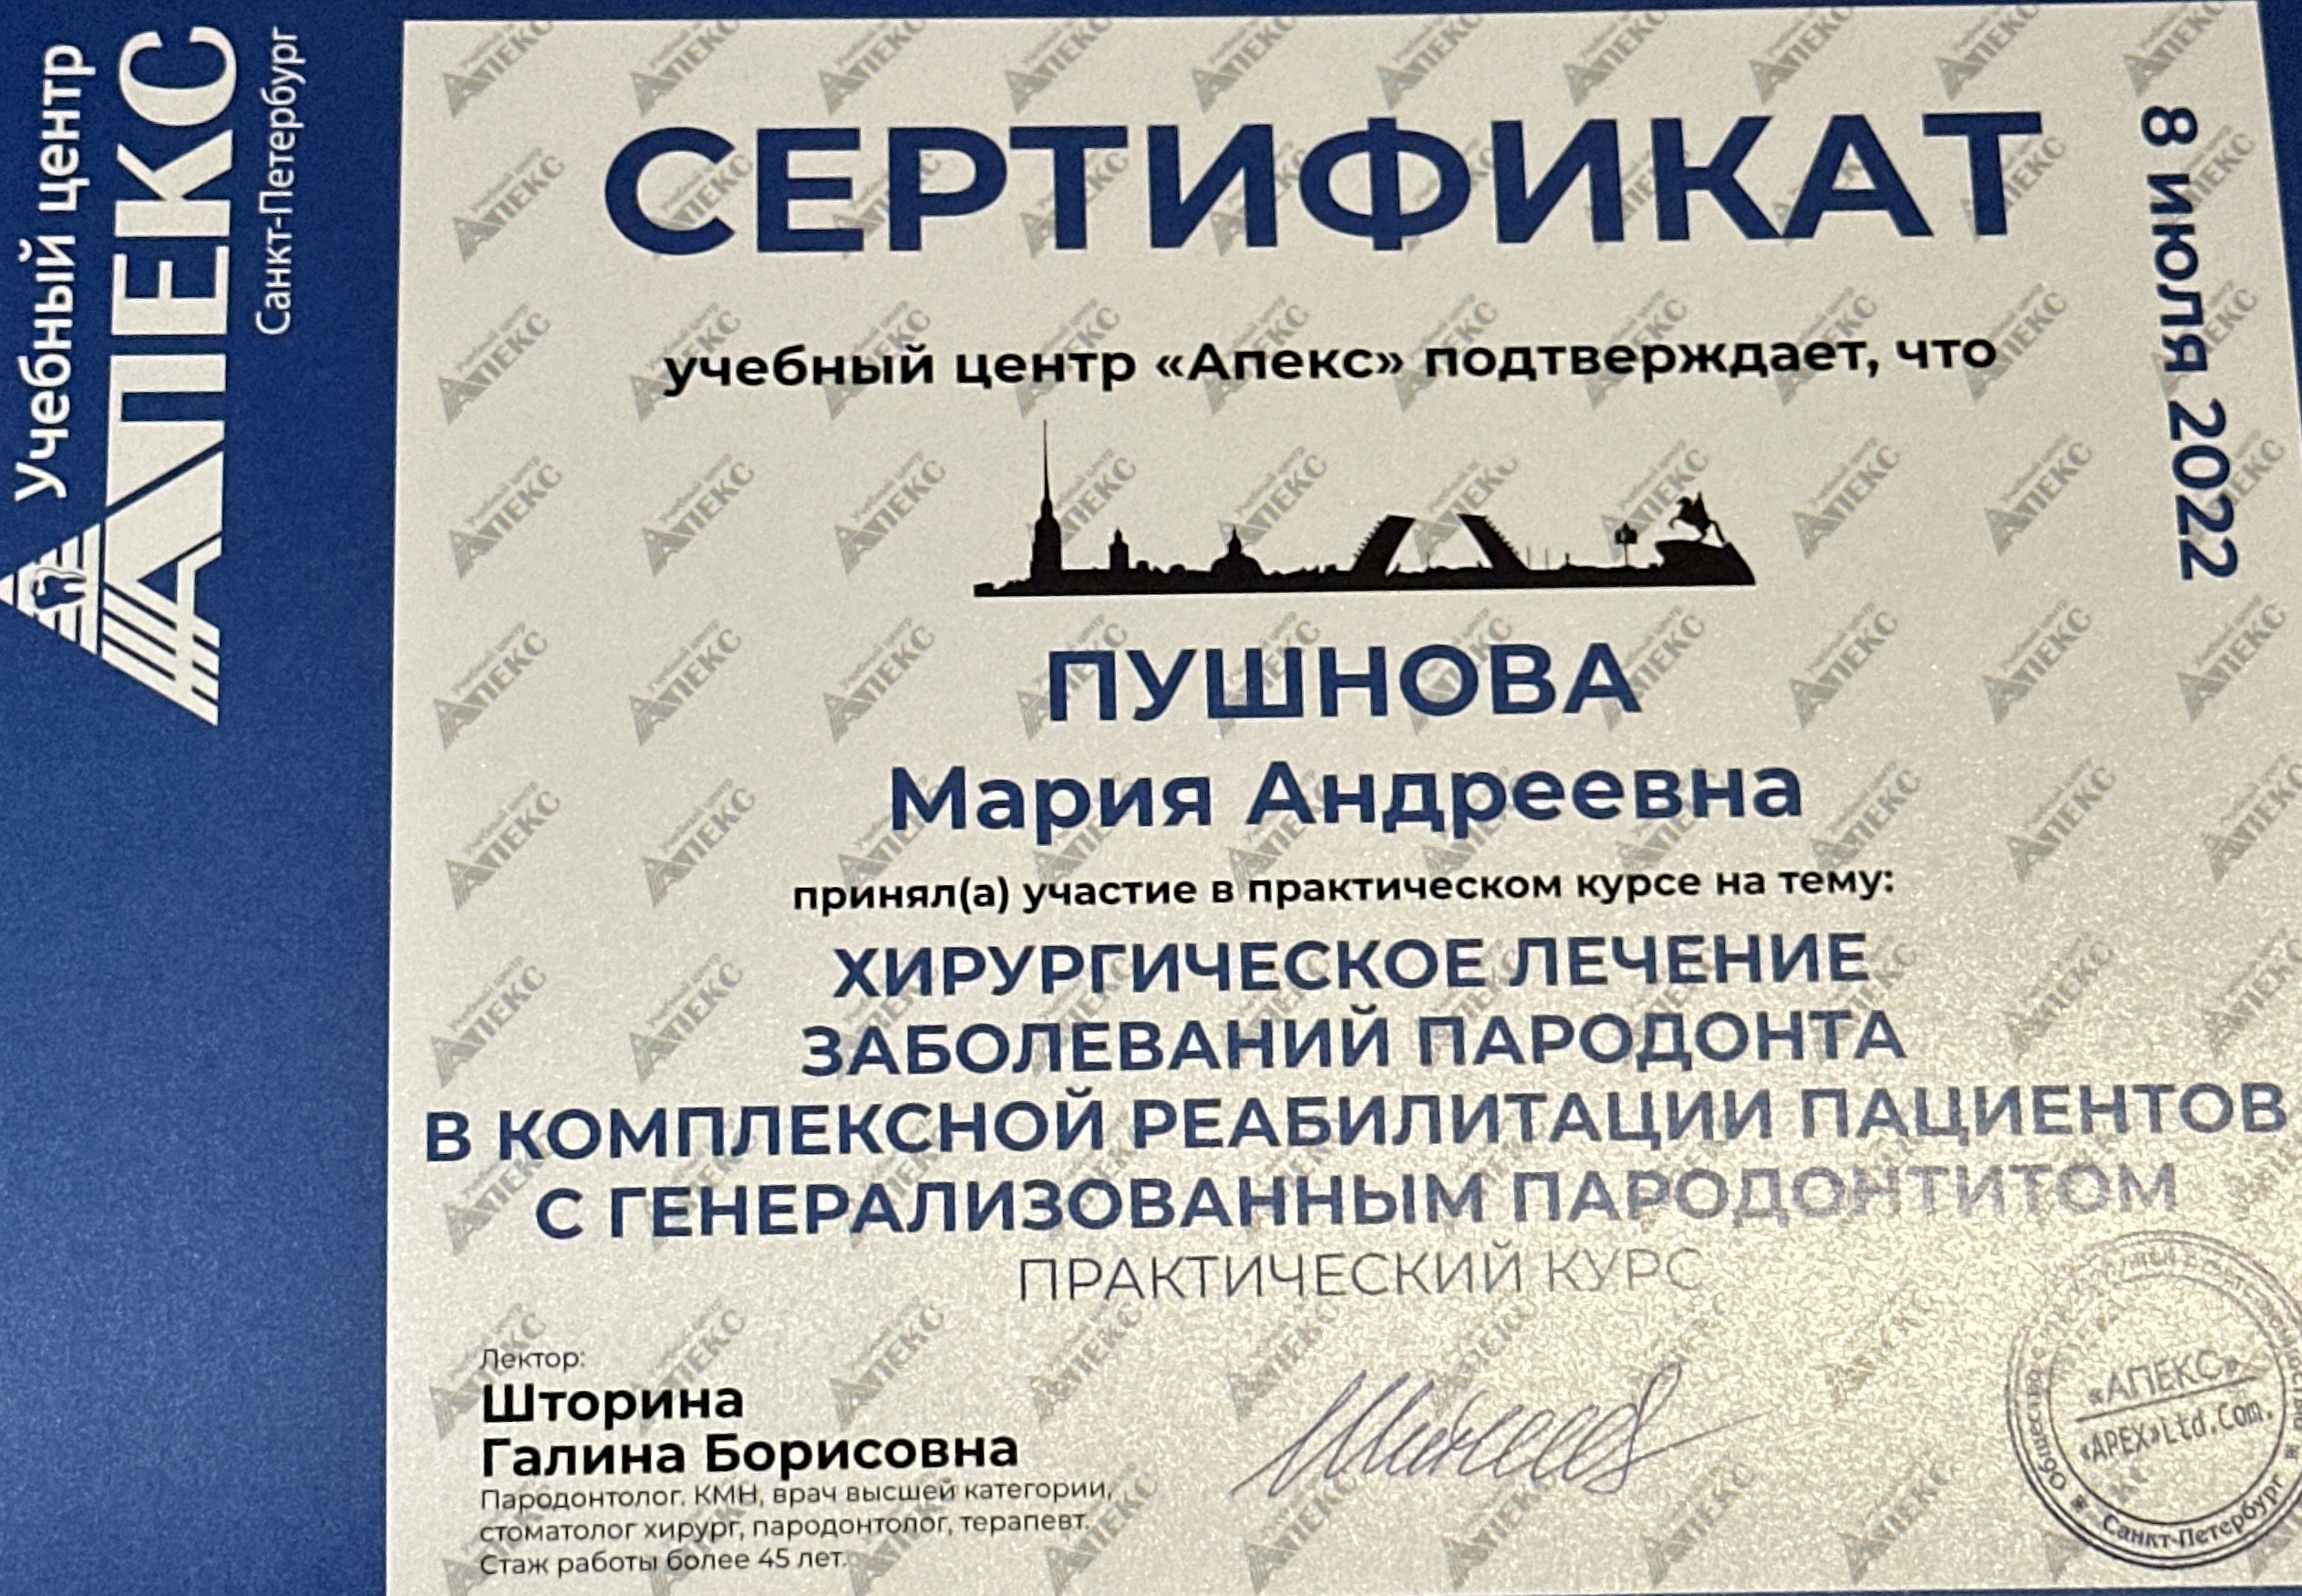 Учебный центр
АПЕКС
Санкт-Петербург
СЕРТИФИКАТ
8 июля 2022
учебный центр «Апекс» подтверждает, что
ПУШНОВА
Мария Андреевна
принял(а) участие в практическом курсе на тему:
ХИРУРГИЧЕСКОЕ ЛЕЧЕНИЕ
ЗАБОЛЕВАНИЙ ПАРОДОНТА
В КОМПЛЕКСНОЙ РЕАБИЛИТАЦИИ ПАЦИЕНТОВ
С ГЕНЕРАЛИЗОВАННЫМ ПАРОДОНТИТОМ
ПРАКТИЧЕСКИЙ КУРС
Лектор:
Шторина
Галина Борисовна
Пародонтолог. КМН, врач высшей категории,
стоматолог хирург, пародонтолог, терапевт.
Стаж работы более 45 лет.
«АПЕКС»
«APEX»Ltd.Com.
Общество с
Санкт-Петербург